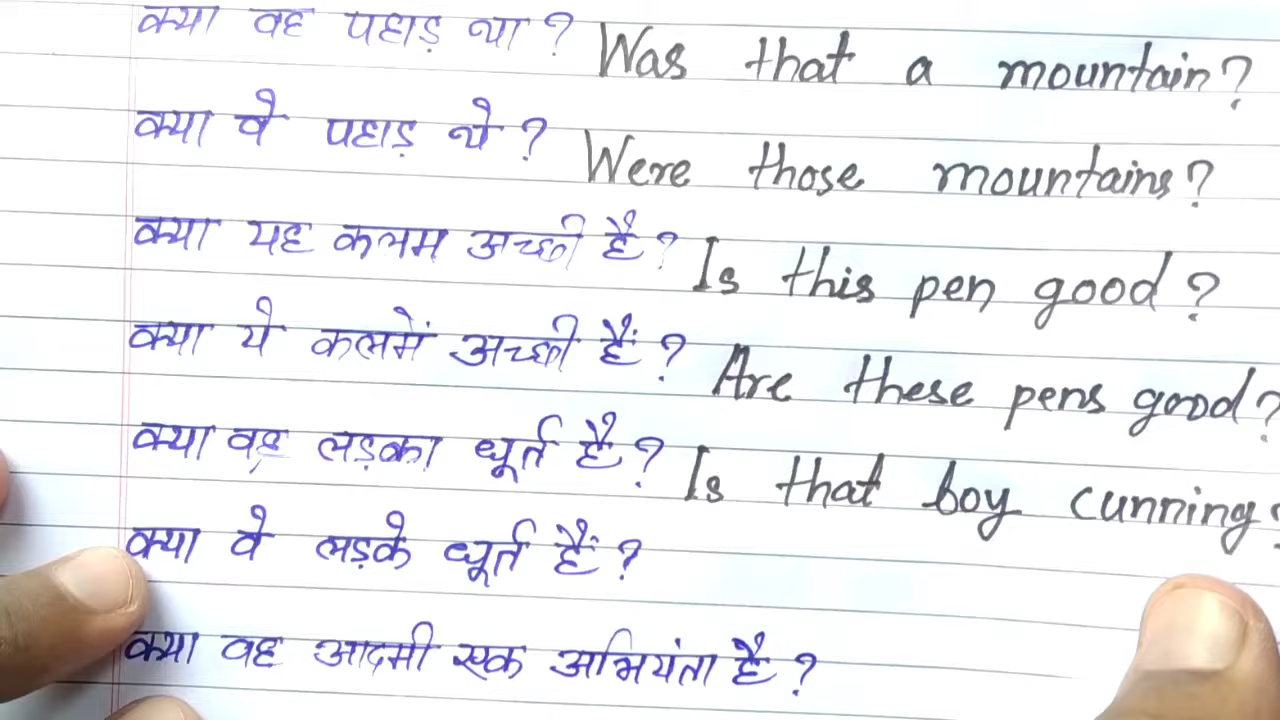 क्या वह पहाड़ था ? Was that a mountain?
क्या वे पहाड़ थे ? Were those mountains?
क्या यह कलम अच्छी है ? Is this pen good ?
क्या ये कलमें अच्छी हैं ? Are these pens good?
क्या वह लड़का धूर्त है ? Is that boy cunning?
क्या वे लड़के धूर्त हैं ?
क्या वह आदमी एक अभियंता है ?